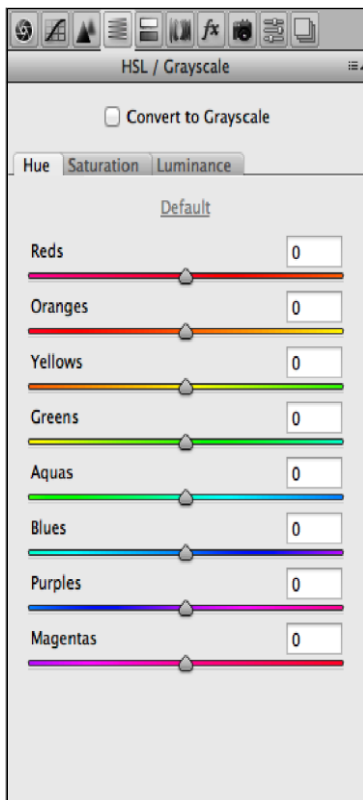 fx
HSL / Grayscale
Convert to Grayscale
Hue Saturation Luminance
Default
Reds 0
Oranges 0
Yellows 0
Greens 0
Aquas 0
Blues 0
Purples 0
Magentas 0